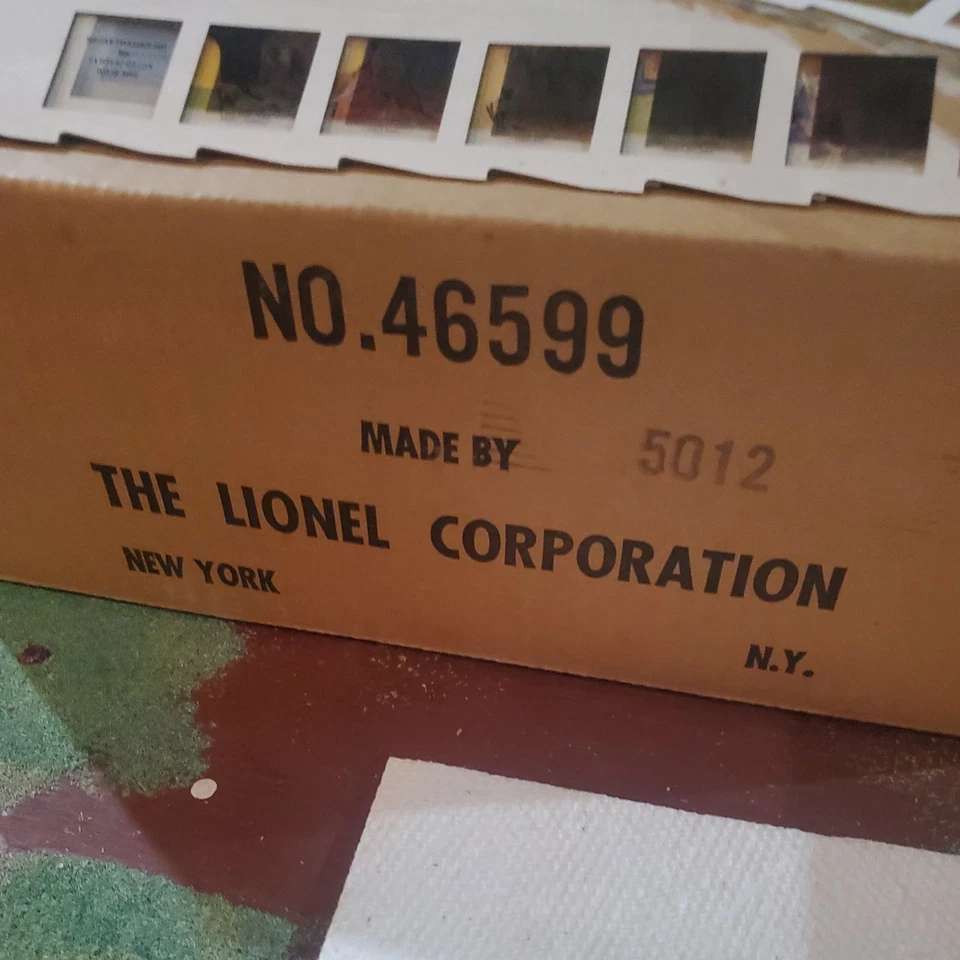 NO.46599
MADE BY 5012
THE LIONEL CORPORATION
NEW YORK
N.Y.